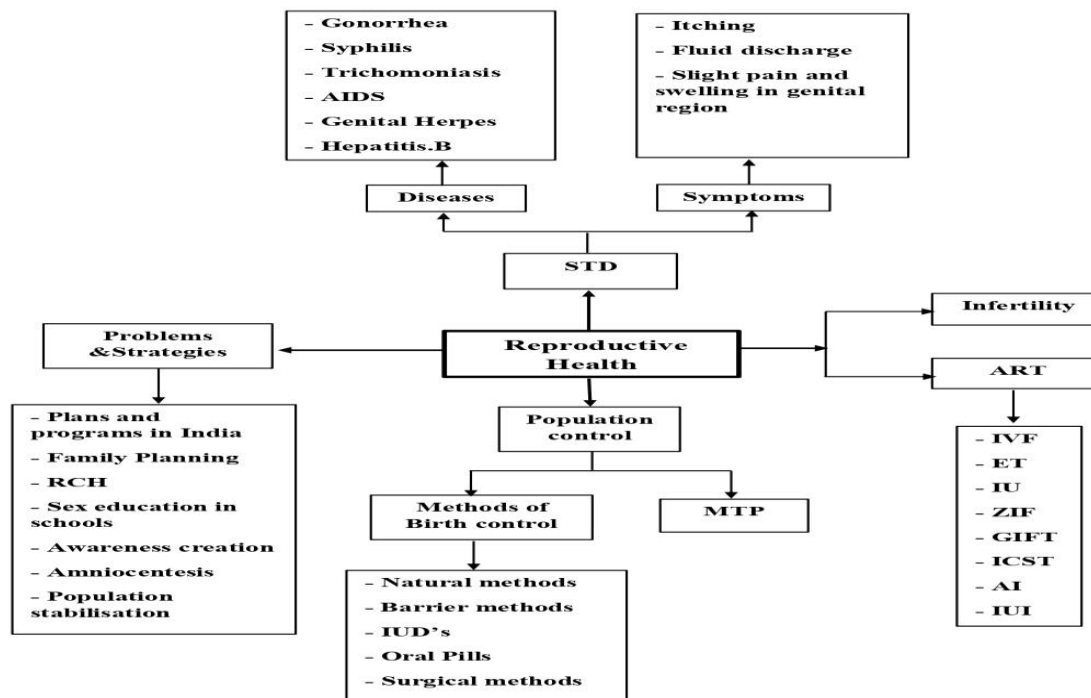 - Gonorrhea
- Syphilis
- Trichomoniasis
- AIDS
- Genital Herpes
- Hepatitis.B
- Itching
- Fluid discharge
- Slight pain and
swelling in genital
region
Diseases
Symptoms
STD
Infertility
Problems
&Strategies
Reproductive
Health
ART
- Plans and
programs in India
- Family Planning
- RCH
- Sex education in
schools
- Awareness creation
- Amniocentesis
- Population
stabilisation
Population
control
Methods of
Birth control
MTP
- IVF
- ET
- IU
- ZIF
- GIFT
- ICST
- AI
- IUI
- Natural methods
- Barrier methods
- IUD's
- Oral Pills
- Surgical methods